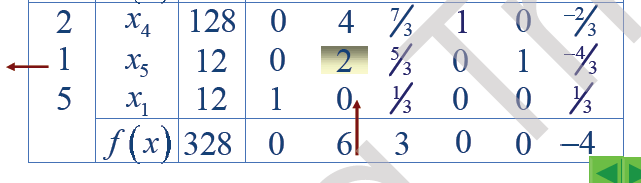 2 x₄ 128 0 4 7/3 1 0 −2/3
1 x₅ 12 0 2 5/3 0 1 −4/3
5 x₁ 12 1 0 1/3 0 0 1/3
f(x) 328 0 6 3 0 0 −4